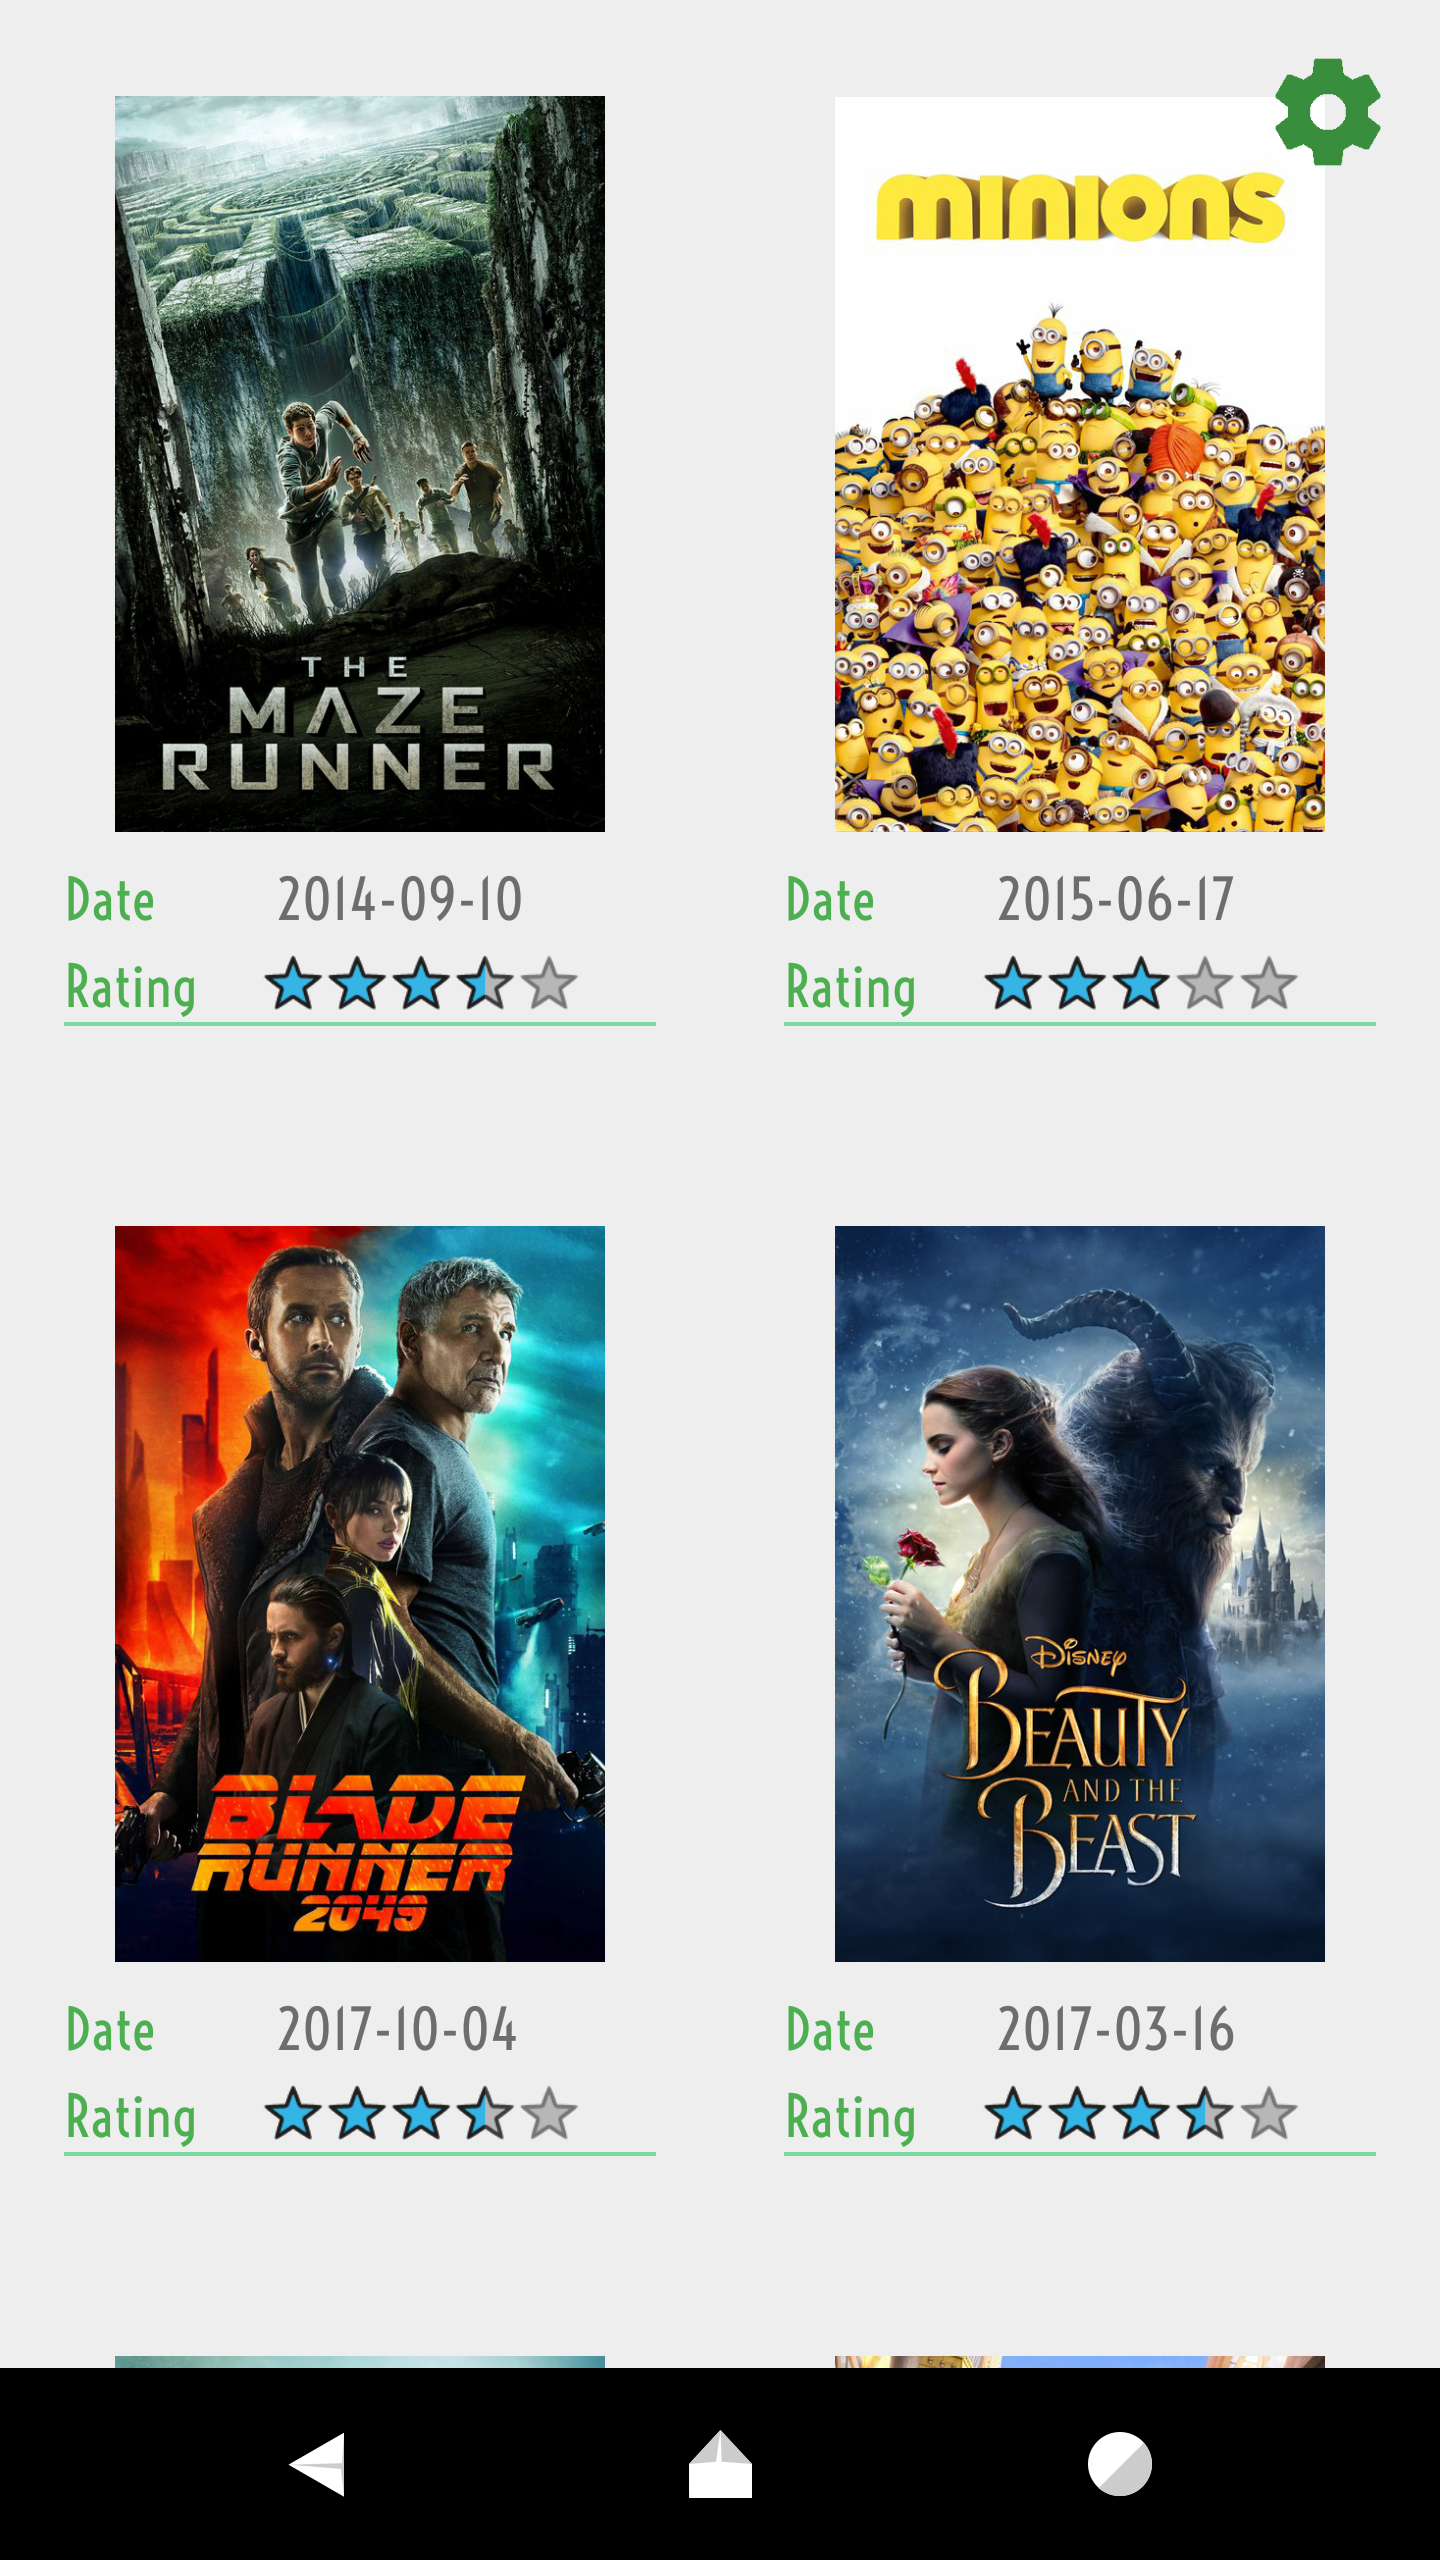 THE
MAZE
RUNNER
minions
Date 2014-09-10
Rating
Date 2015-06-17
Rating
BLADE
RUNNER
2049
Disney
BEAUTY
AND THE
BEAST
Date 2017-10-04
Rating
Date 2017-03-16
Rating